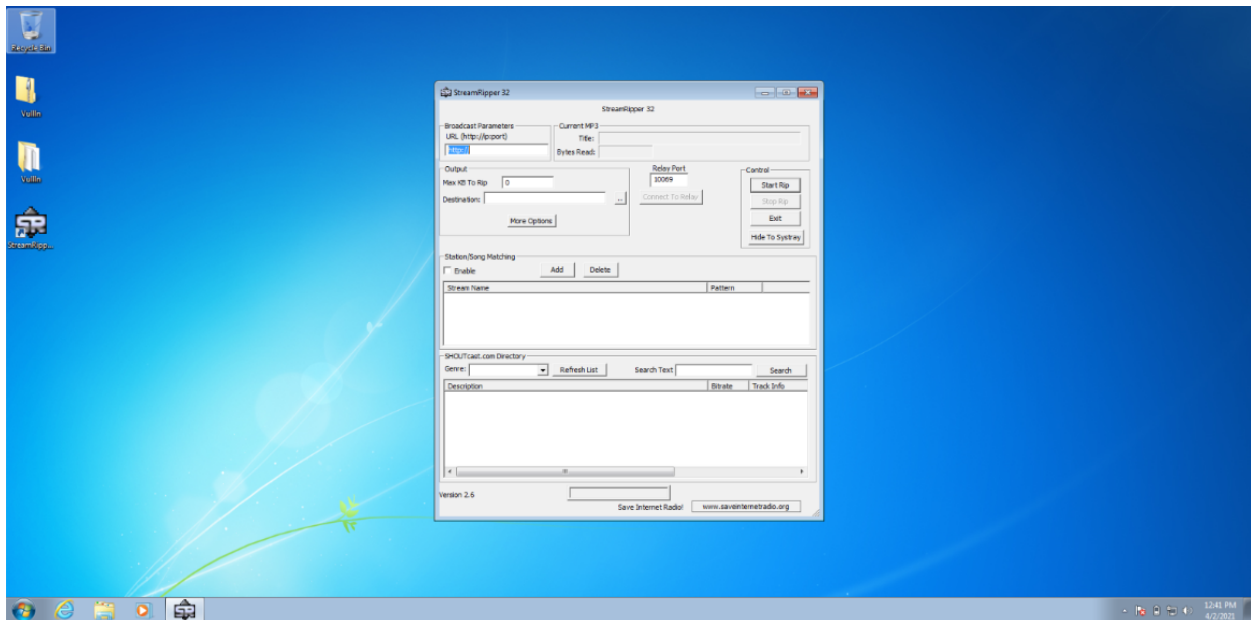 Recycle Bin
Vullin
Vullin
StreamRipp...
StreamRipper 32
StreamRipper 32
Broadcast Parameters
URL (http://ip:port)
http://
Current MP3
Title:
Bytes Read:
Output
Max KB To Rip 0
Destination: ...
More Options
Relay Port
10069
Connect To Relay
Control
Start Rip
Stop Rip
Exit
Hide To Systray
Station/Song Matching
Enable Add Delete
Stream Name Pattern
SHOUTcast.com Directory
Genre: Refresh List Search Text Search
Description Bitrate Track Info
Version 2.6
Save Internet Radio! www.saveinternetradio.org
12:41 PM
4/2/2021